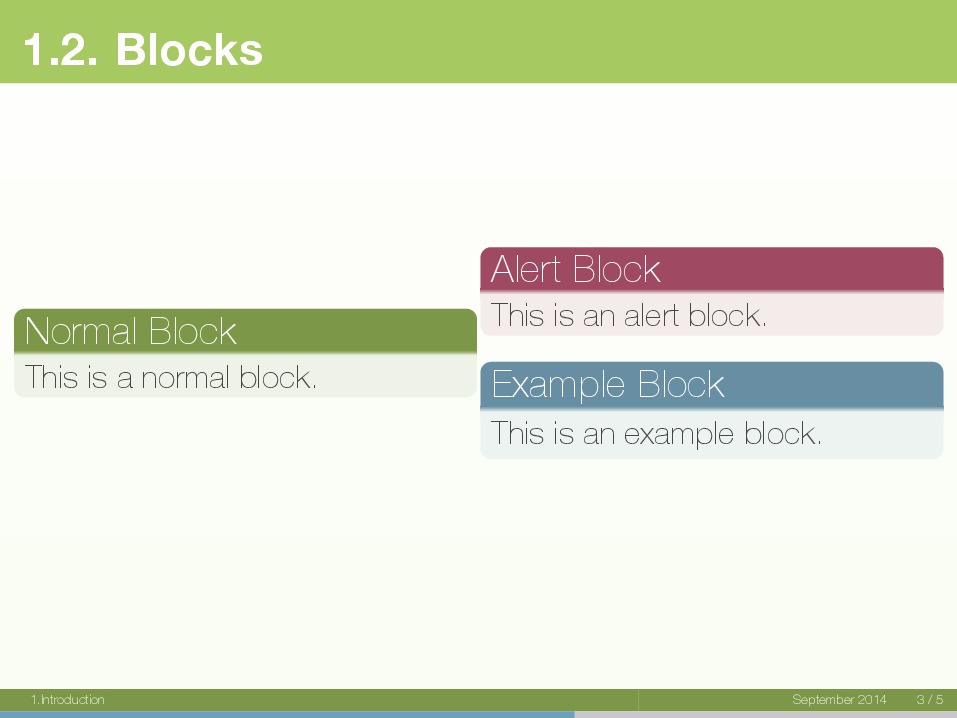 1.2. Blocks
Normal Block
This is a normal block.
Alert Block
This is an alert block.
Example Block
This is an example block.
1.Introduction
September 2014 3 / 5